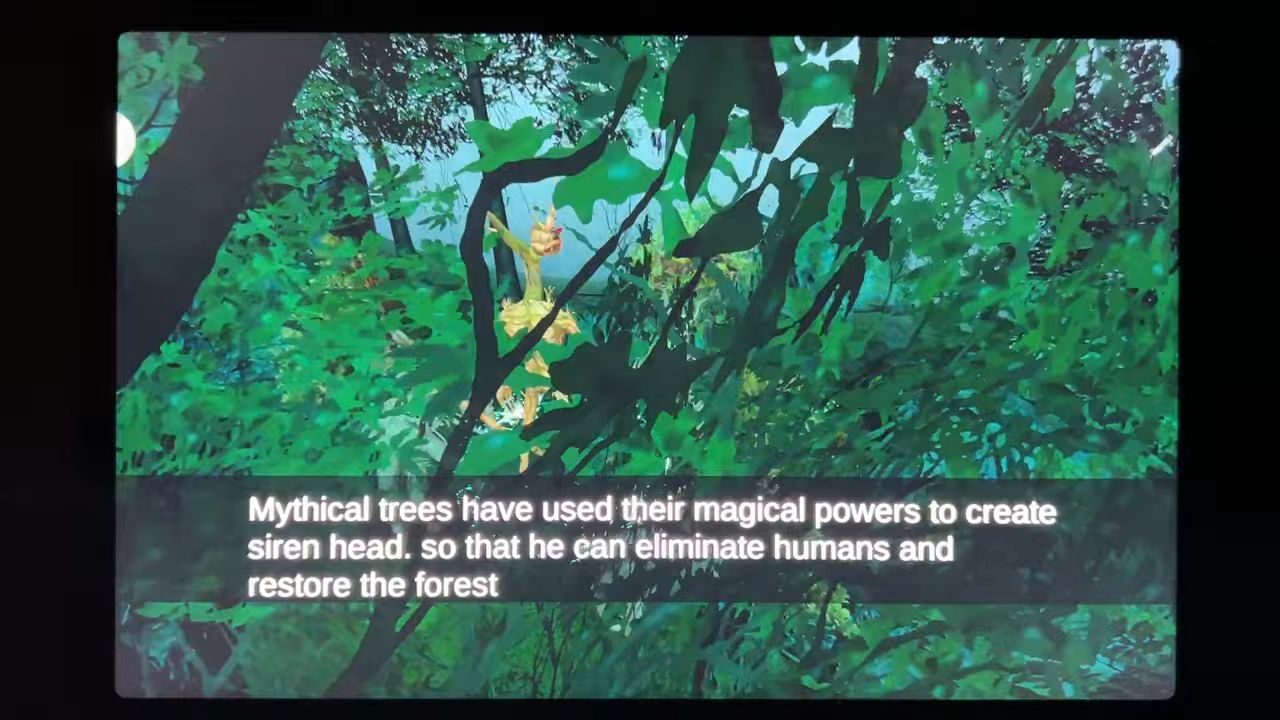 Mythical trees have used their magical powers to create
siren head. so that he can eliminate humans and
restore the forest